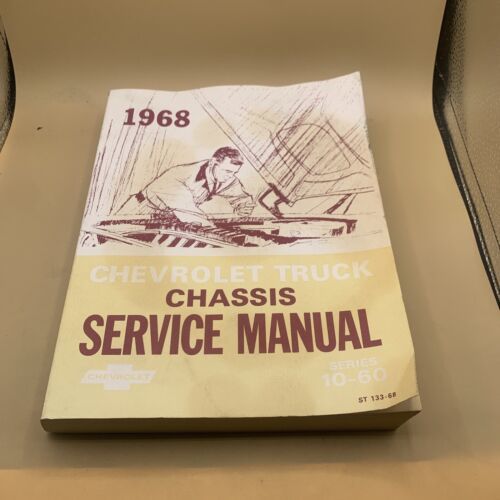 1968
CHEVROLET TRUCK
CHASSIS
SERVICE MANUAL
CHEVROLET
SERIES
10-60
ST 133-68